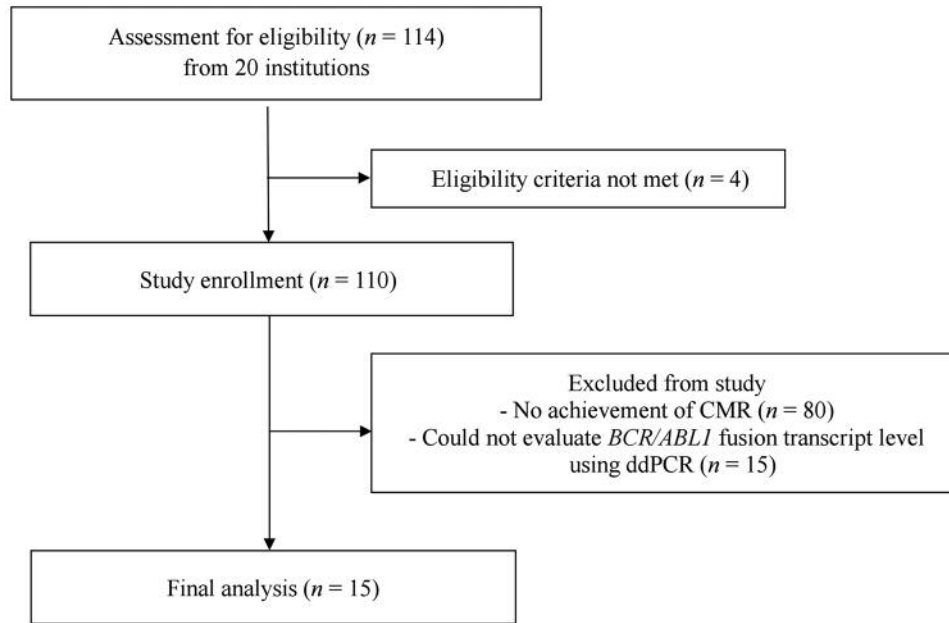 Assessment for eligibility (n = 114)
from 20 institutions
Eligibility criteria not met (n = 4)
Study enrollment (n = 110)
Excluded from study
- No achievement of CMR (n = 80)
- Could not evaluate BCR/ABL1 fusion transcript level
using ddPCR (n = 15)
Final analysis (n = 15)